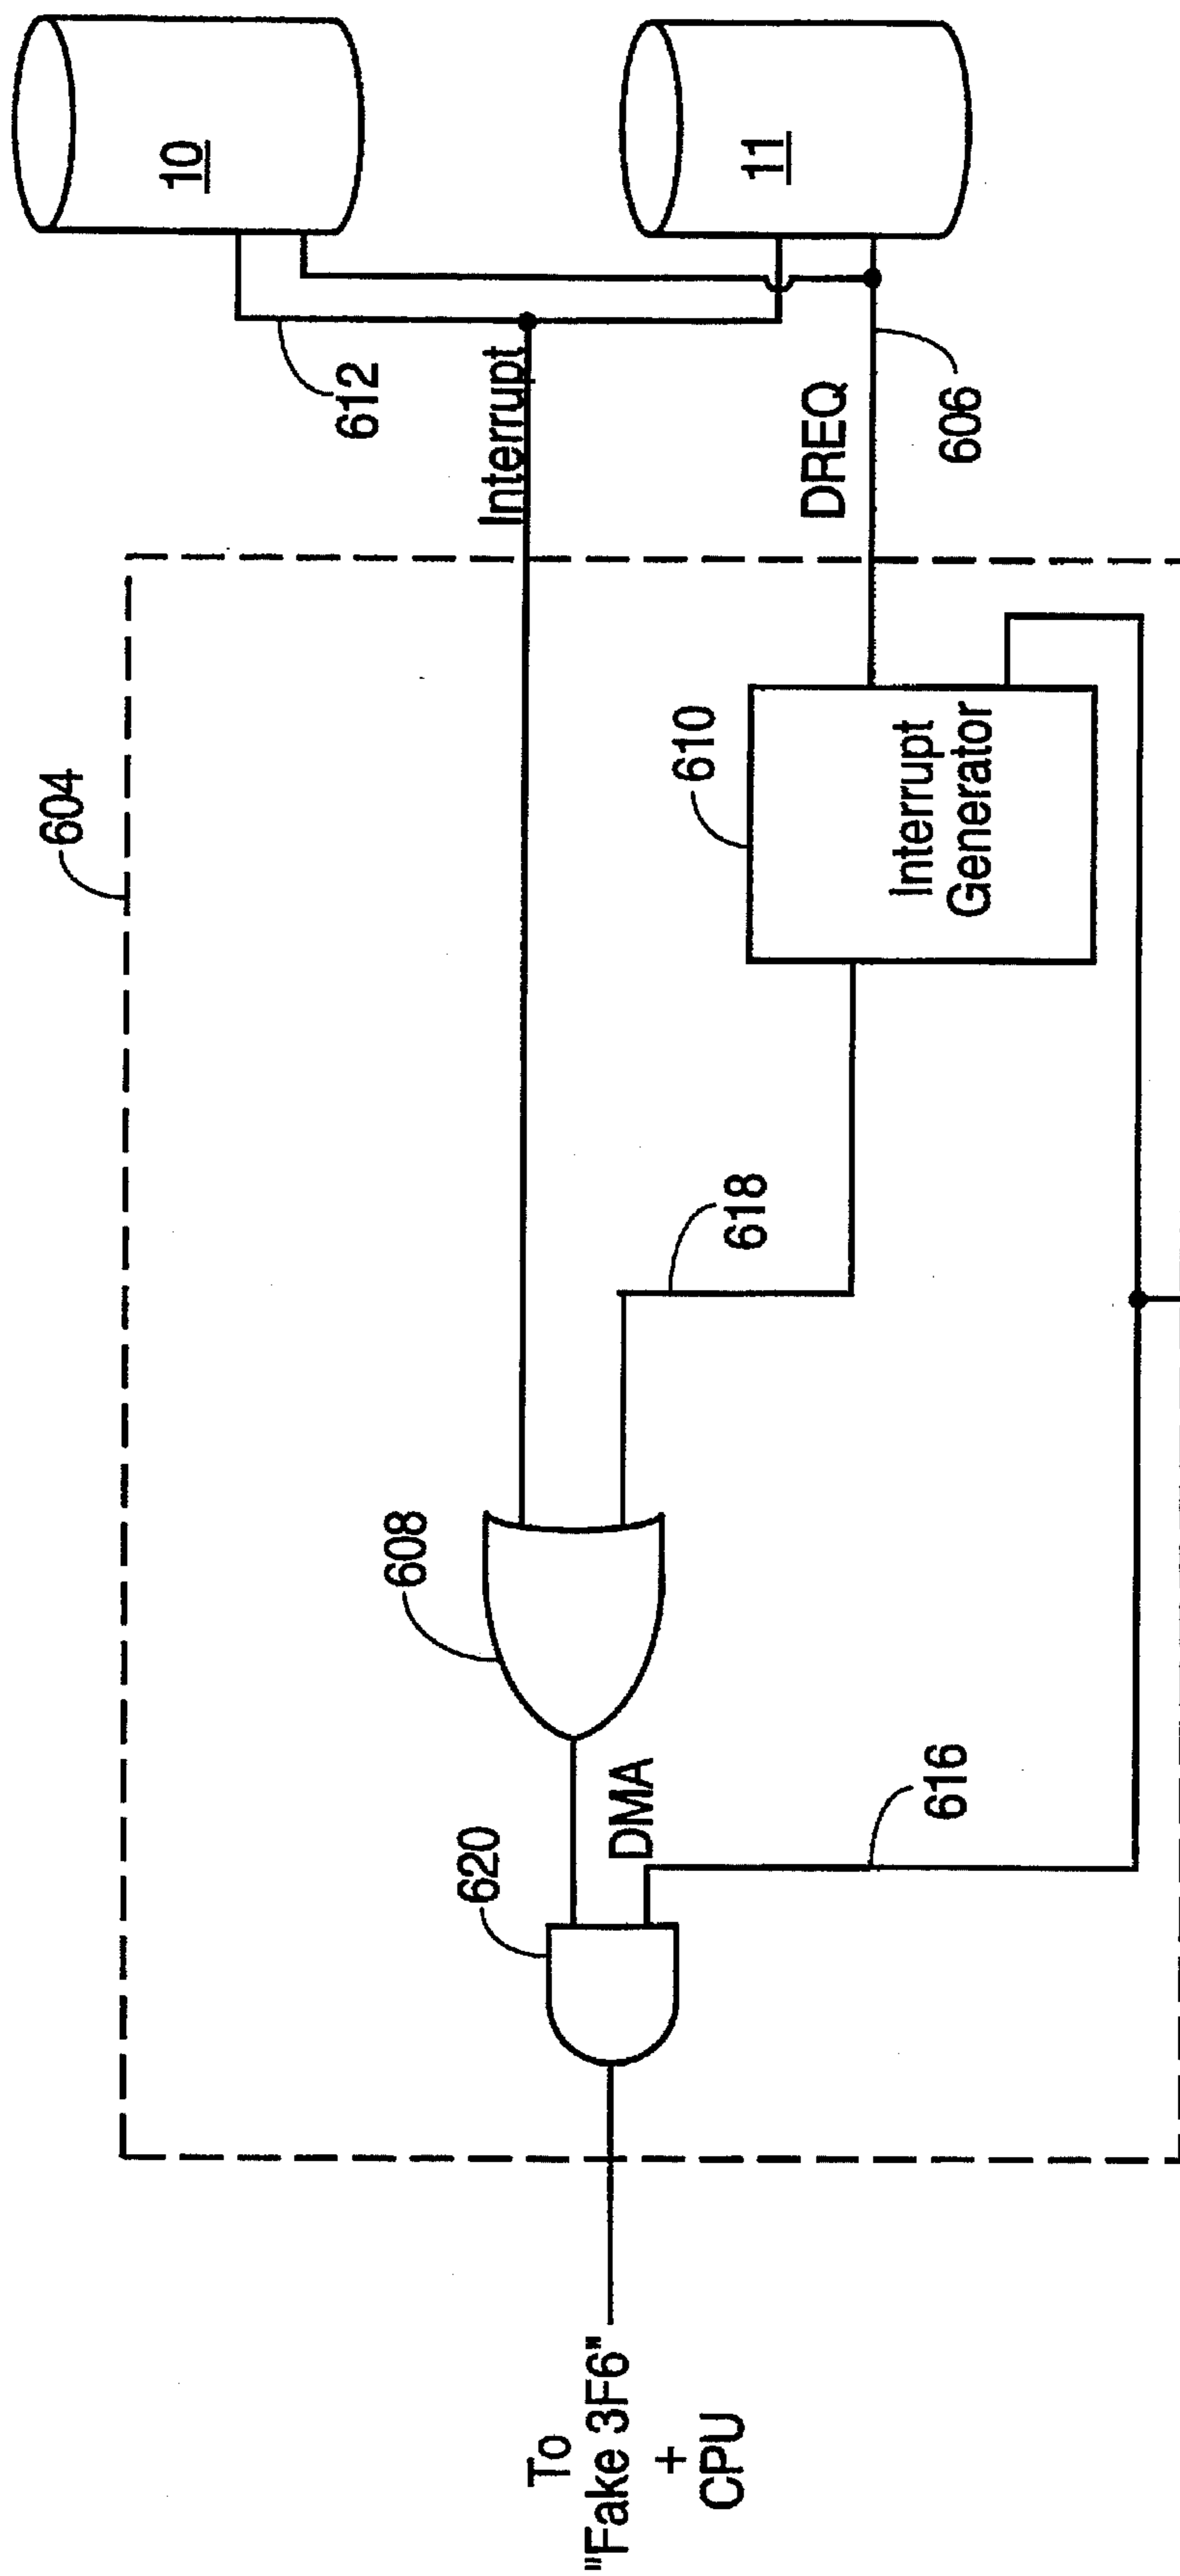 604
10
612
Interrupt
11
DREQ
606
610
Interrupt
Generator
618
608
620
DMA
616
To
"Fake 3F6"
+
CPU